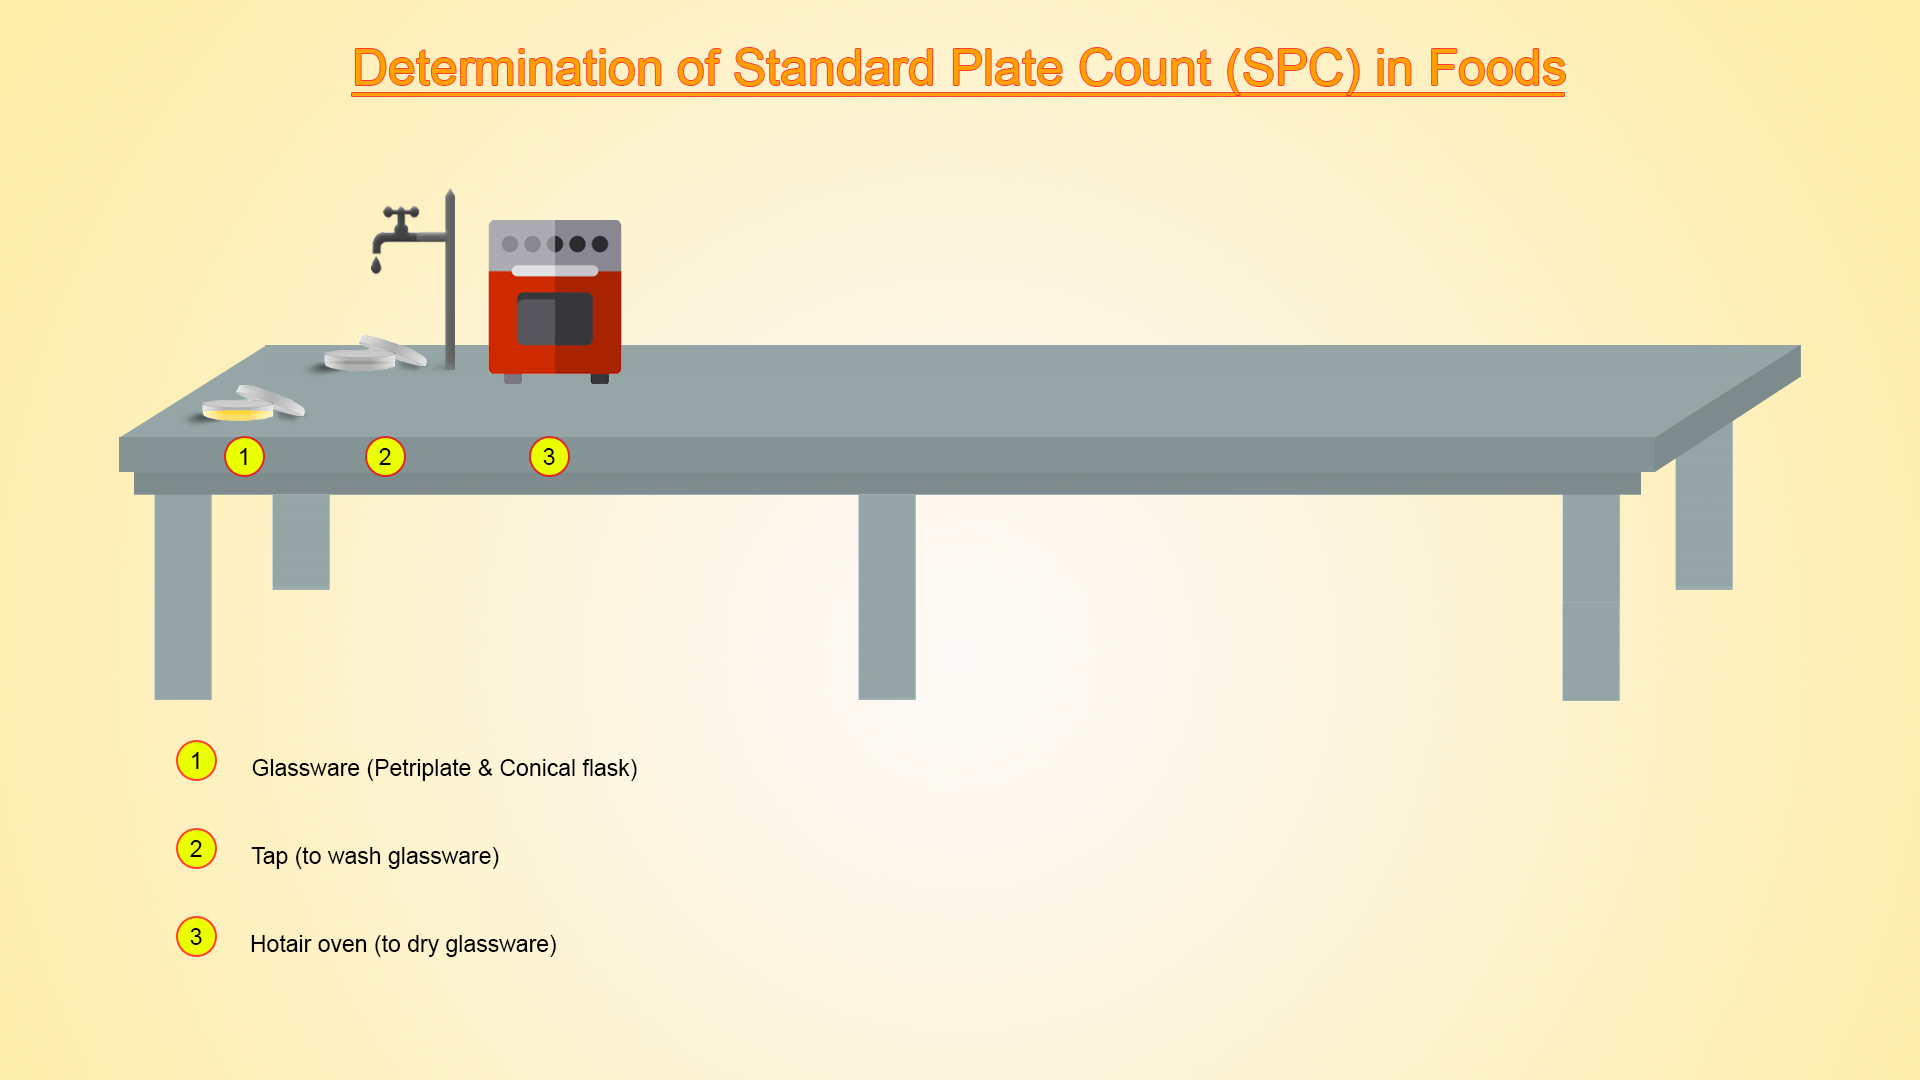 Determination of Standard Plate Count (SPC) in Foods
1 2 3
1 Glassware (Petriplate & Conical flask)
2 Tap (to wash glassware)
3 Hotair oven (to dry glassware)